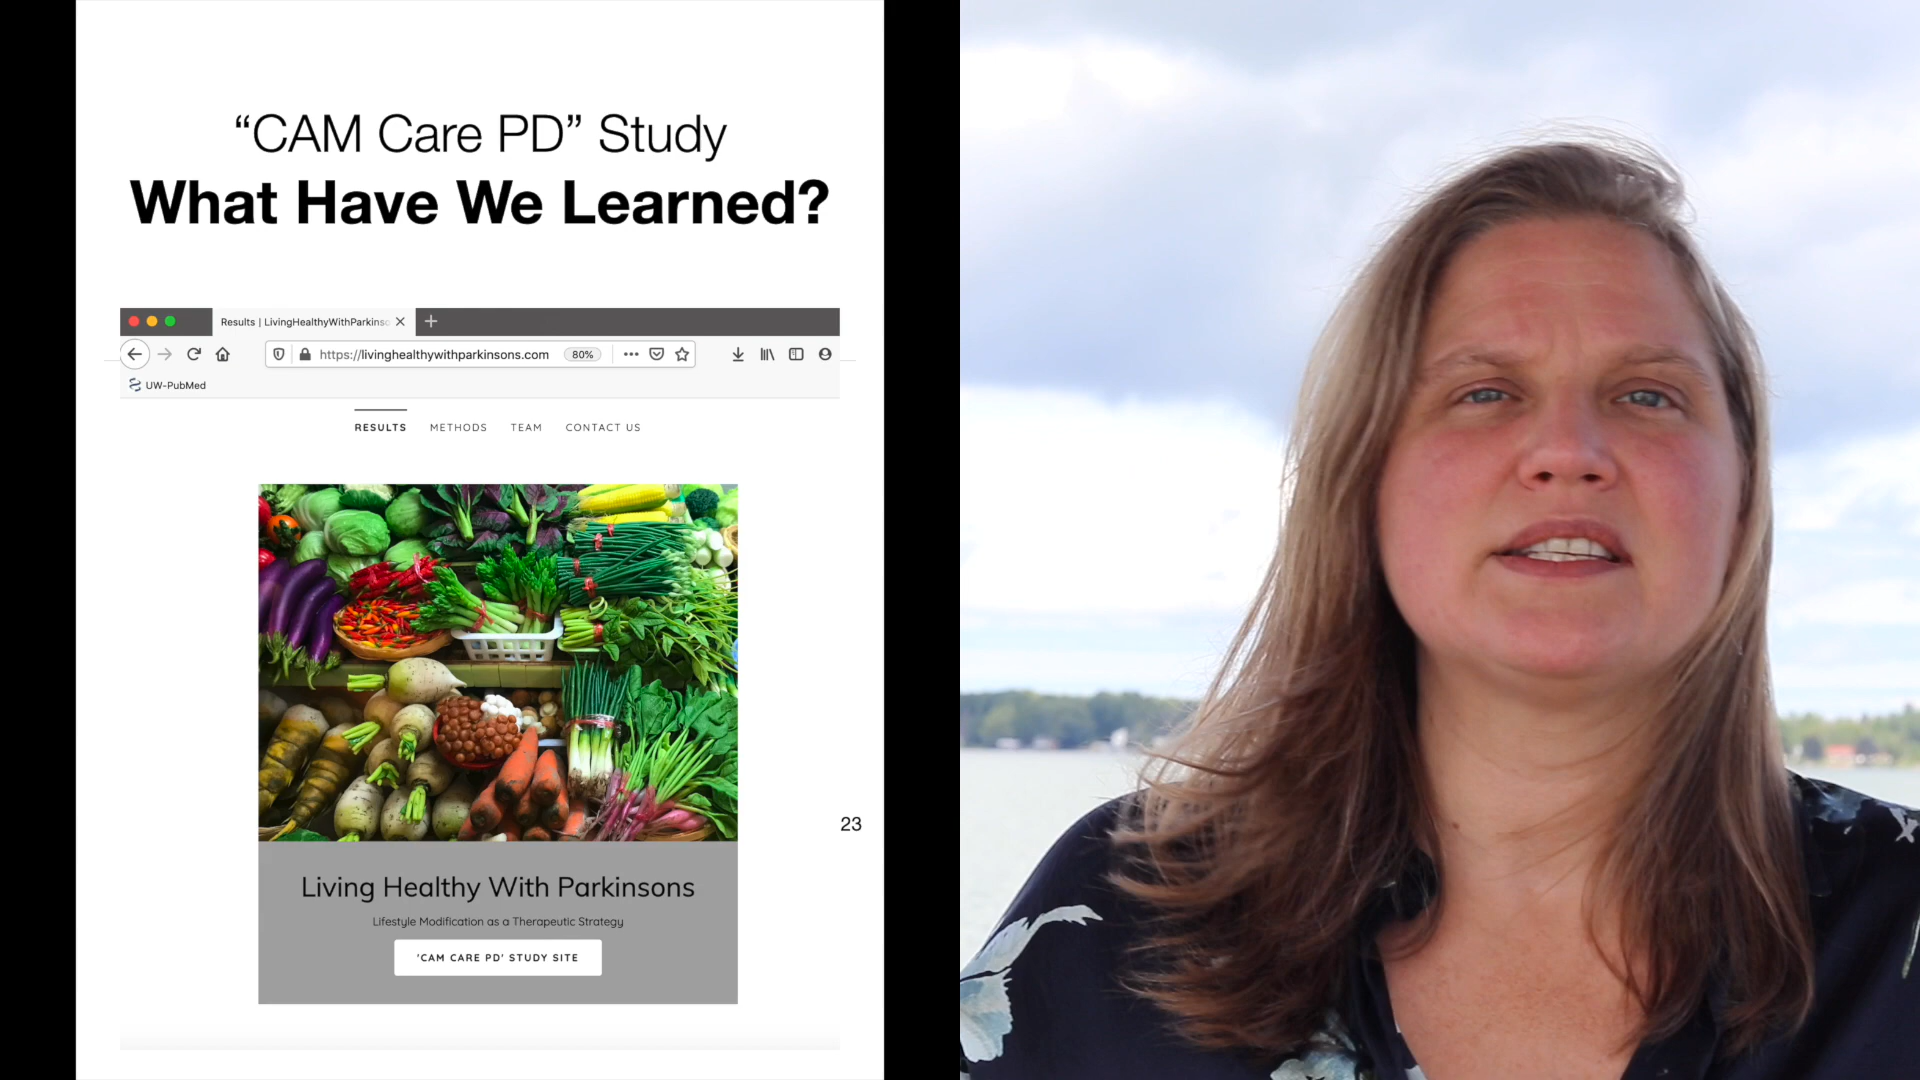 “CAM Care PD” Study
What Have We Learned?
Results | LivingHealthyWithParkins
https://livinghealthywithparkinsons.com
80%
UW-PubMed
RESULTS METHODS TEAM CONTACT US
23
Living Healthy With Parkinsons
Lifestyle Modification as a Therapeutic Strategy
'CAM CARE PD' STUDY SITE